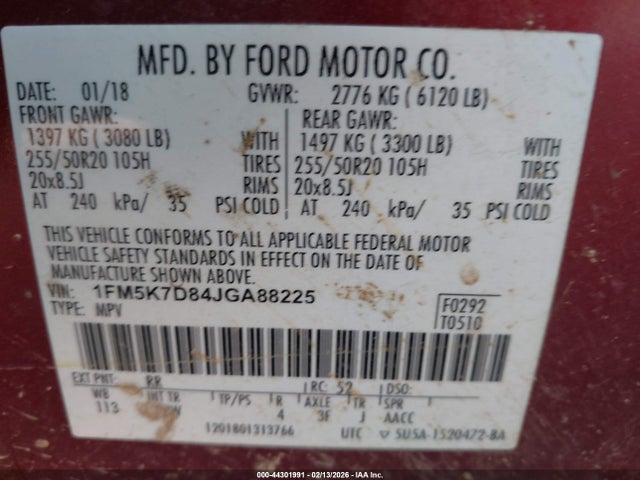 MFD. BY FORD MOTOR CO.
DATE: 01/18 GVWR: 2776 KG ( 6120 LB)
FRONT GAWR: REAR GAWR:
1397 KG ( 3080 LB) WITH 1497 KG ( 3300 LB) WITH
255/50R20 105H TIRES 255/50R20 105H TIRES
20x8.5J RIMS 20x8.5J RIMS
AT 240 kPa/ 35 PSI COLD AT 240 kPa/ 35 PSI COLD
THIS VEHICLE CONFORMS TO ALL APPLICABLE FEDERAL MOTOR
VEHICLE SAFETY STANDARDS IN EFFECT ON THE DATE OF
MANUFACTURE SHOWN ABOVE.
VIN: 1FM5K7D84JGA88225 F0292
TYPE: MPV T0510
EXT PNT: RR RC: 52 DSO:
WB INT TR TP/PS R AXLE TR SPR
113 4 3F J AACC
1201801313766 UTC 5U5A-1520472-BA
000-44301991 - 02/13/2026 - IAA, Inc.